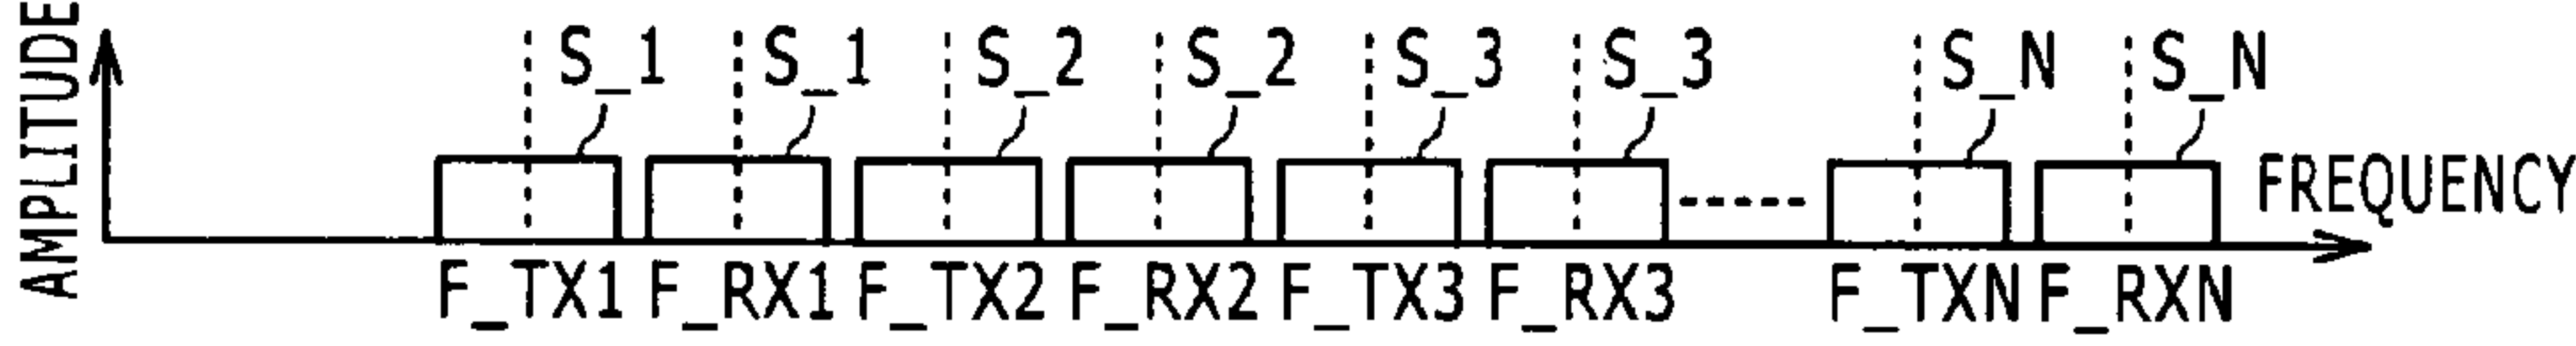 AMPLITUDE
S_1 S_1 S_2 S_2 S_3 S_3 S_N S_N
FREQUENCY
F_TX1 F_RX1 F_TX2 F_RX2 F_TX3 F_RX3 F_TXN F_RXN